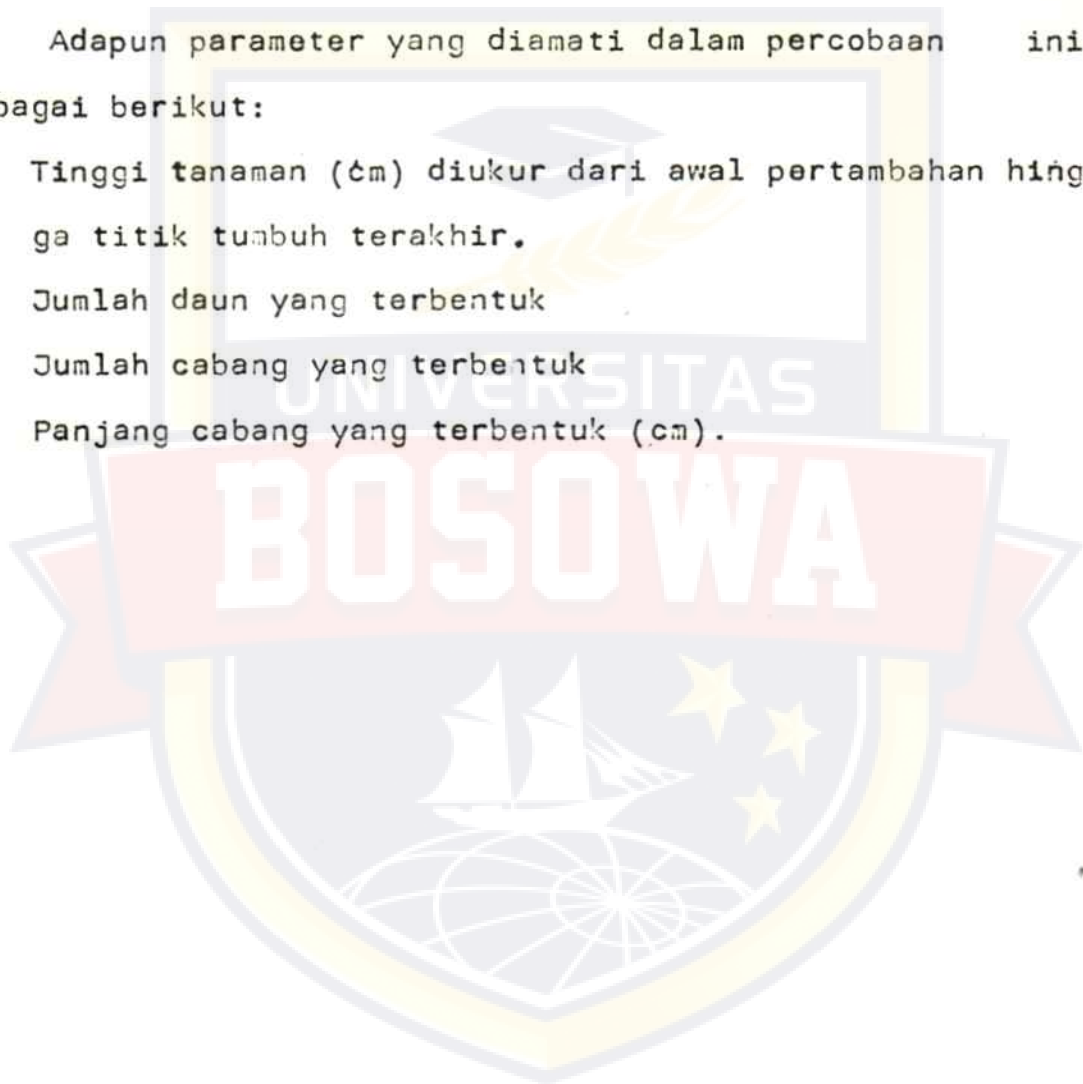 Adapun parameter yang diamati dalam percobaan ini
bagai berikut:
Tinggi tanaman (cm) diukur dari awal pertambahan hing
ga titik tumbuh terakhir.
Jumlah daun yang terbentuk
Jumlah cabang yang terbentuk
UNIVERSITAS
Panjang cabang yang terbentuk (cm).
BOSOWA